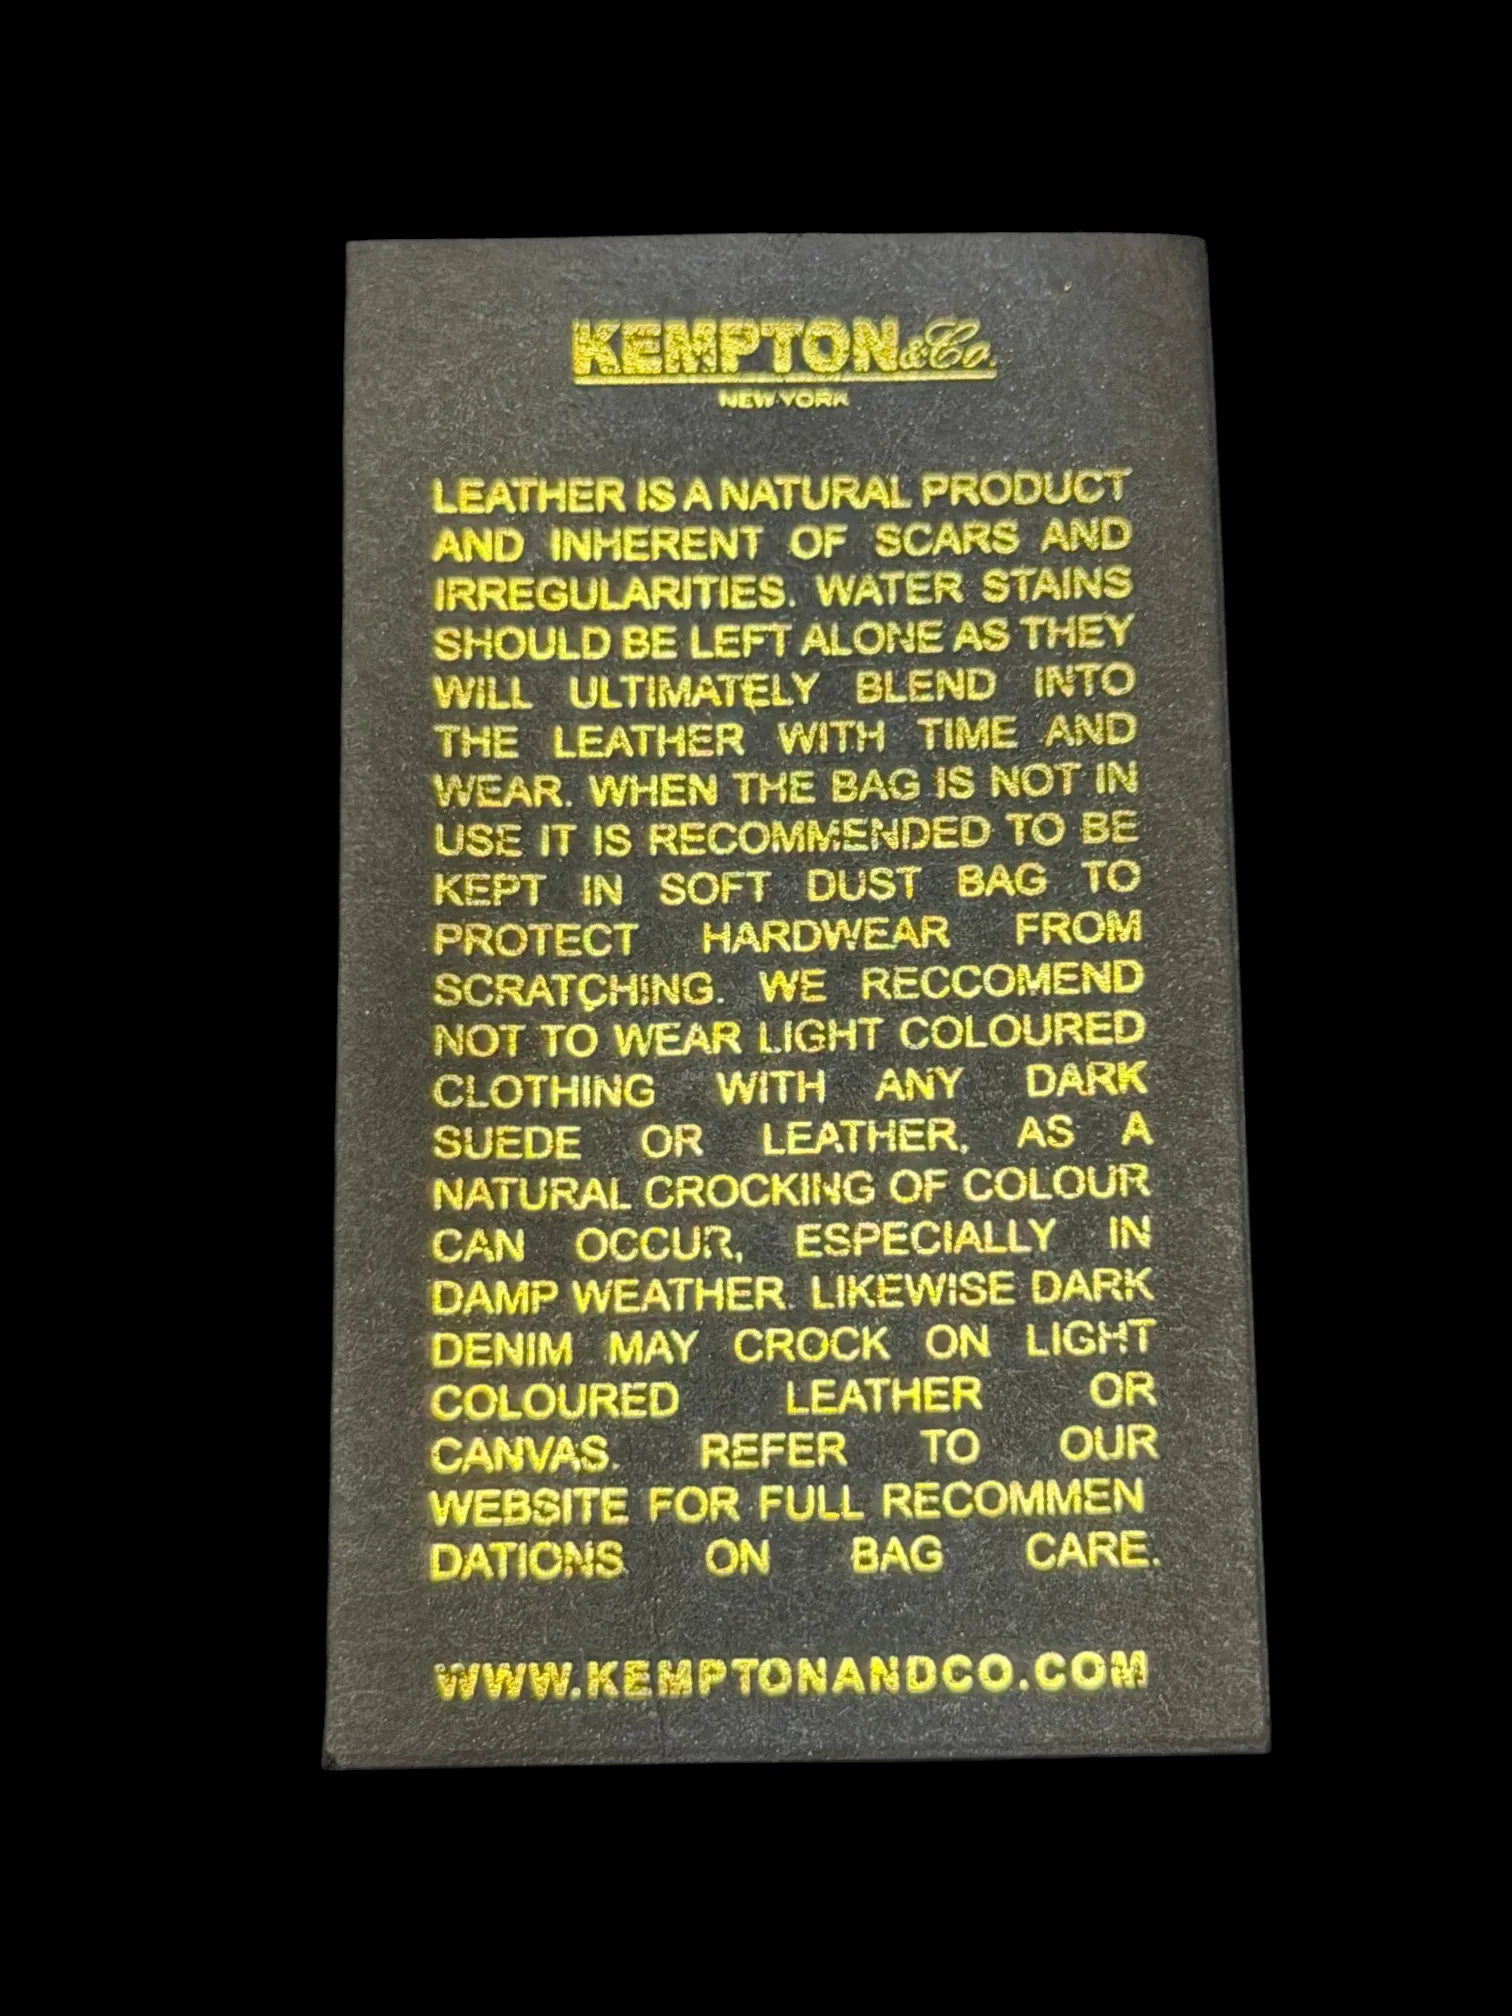 KEMPTON &Co.
NEW YORK
LEATHER IS A NATURAL PRODUCT
AND INHERENT OF SCARS AND
IRREGULARITIES. WATER STAINS
SHOULD BE LEFT ALONE AS THEY
WILL ULTIMATELY BLEND INTO
THE LEATHER WITH TIME AND
WEAR. WHEN THE BAG IS NOT IN
USE IT IS RECOMMENDED TO BE
KEPT IN SOFT DUST BAG TO
PROTECT HARDWEAR FROM
SCRATCHING. WE RECCOMEND
NOT TO WEAR LIGHT COLOURED
CLOTHING WITH ANY DARK
SUEDE OR LEATHER, AS A
NATURAL CROCKING OF COLOUR
CAN OCCUR, ESPECIALLY IN
DAMP WEATHER. LIKEWISE DARK
DENIM MAY CROCK ON LIGHT
COLOURED LEATHER OR
CANVAS. REFER TO OUR
WEBSITE FOR FULL RECOMMEN
DATIONS ON BAG CARE.
WWW.KEMPTONANDCO.COM